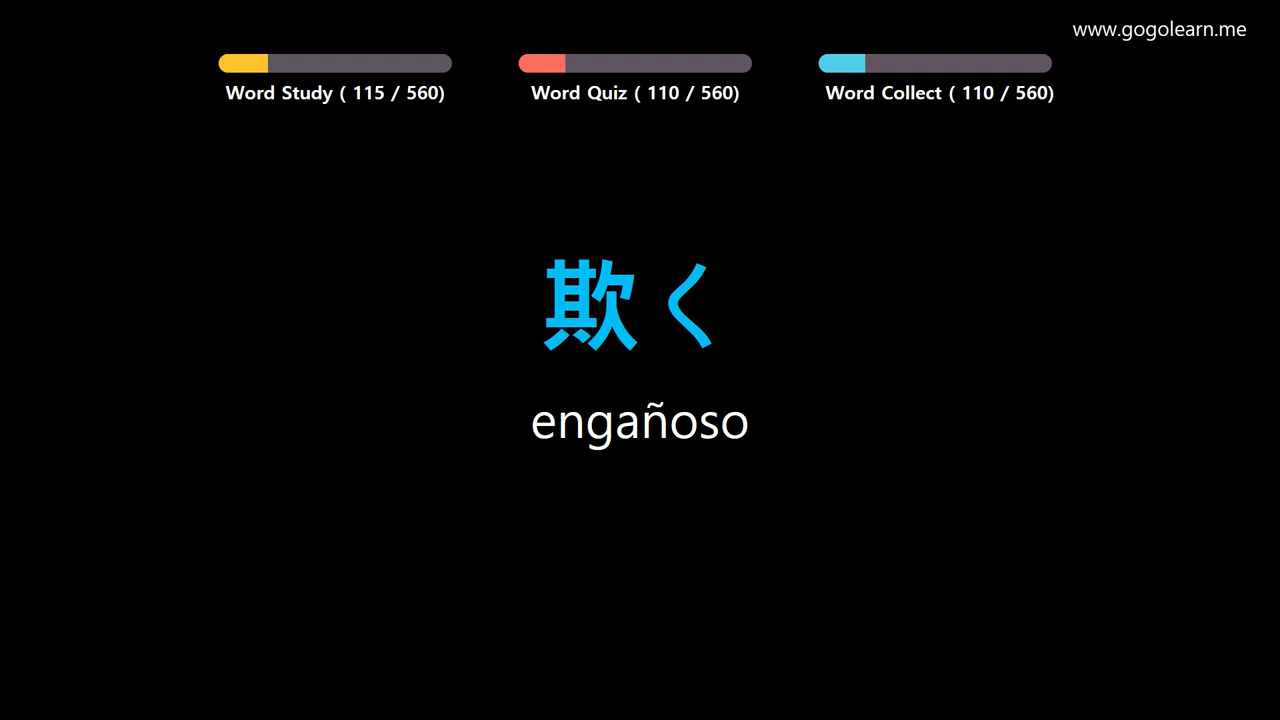 www.gogolearn.me
Word Study ( 115 / 560)
Word Quiz ( 110 / 560)
Word Collect ( 110 / 560)
欺く
engañoso